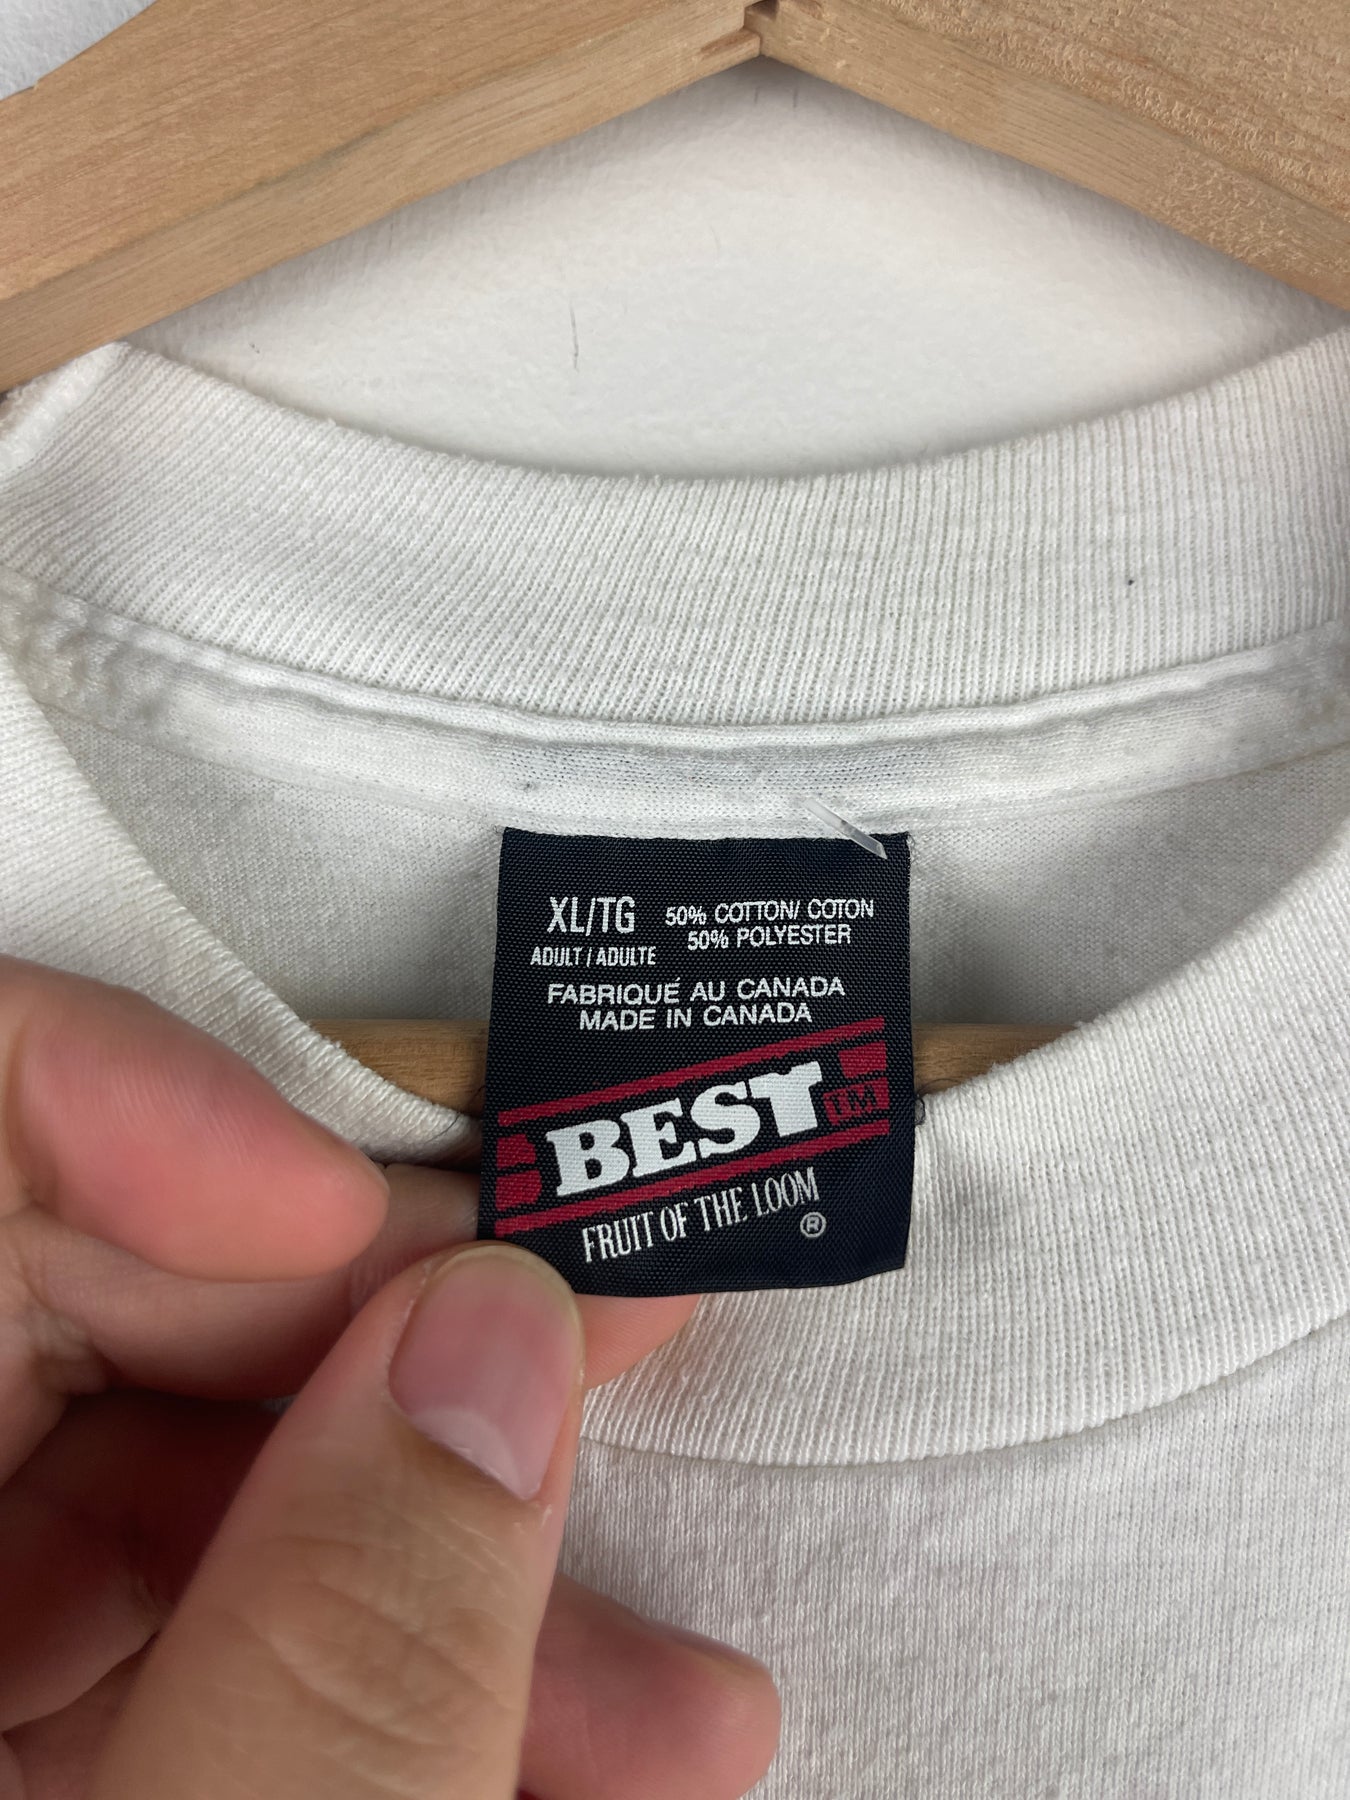 XL/TG
ADULT / ADULTE
50% COTTON/ COTON
50% POLYESTER
FABRIQUÉ AU CANADA
MADE IN CANADA
BEST TM
FRUIT OF THE LOOM
®